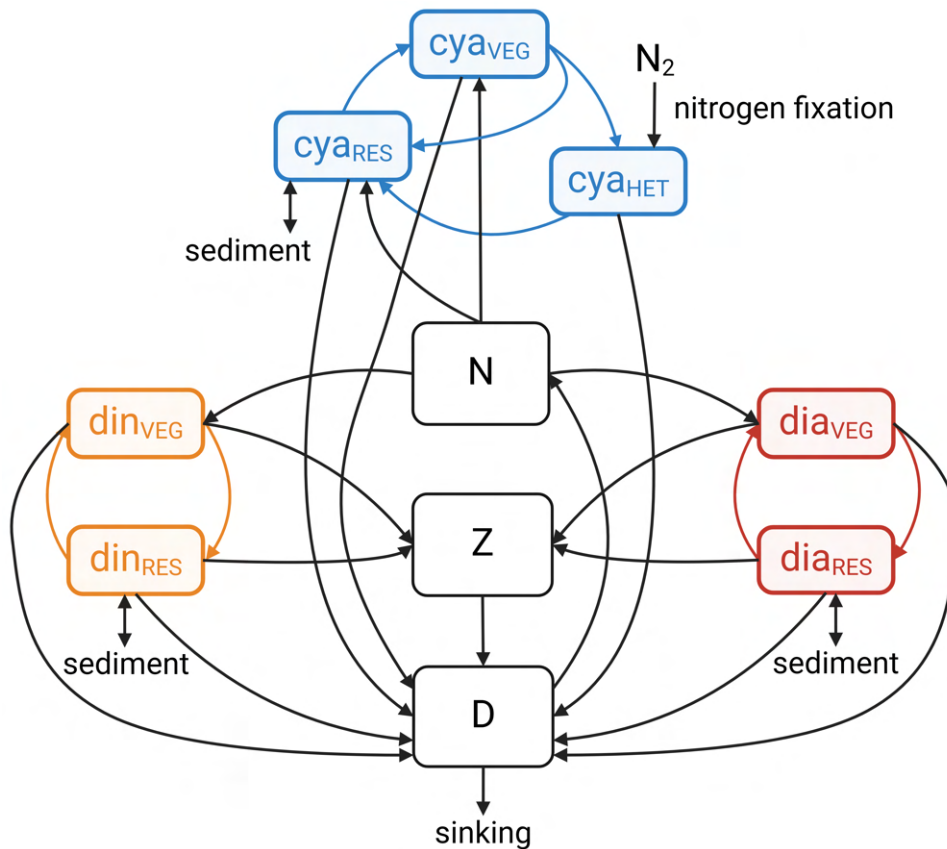 cyaVEG
N2
nitrogen fixation
cyaRES
cyaHET
sediment
N
dinVEG
diaVEG
Z
dinRES
diaRES
sediment
sediment
D
sinking